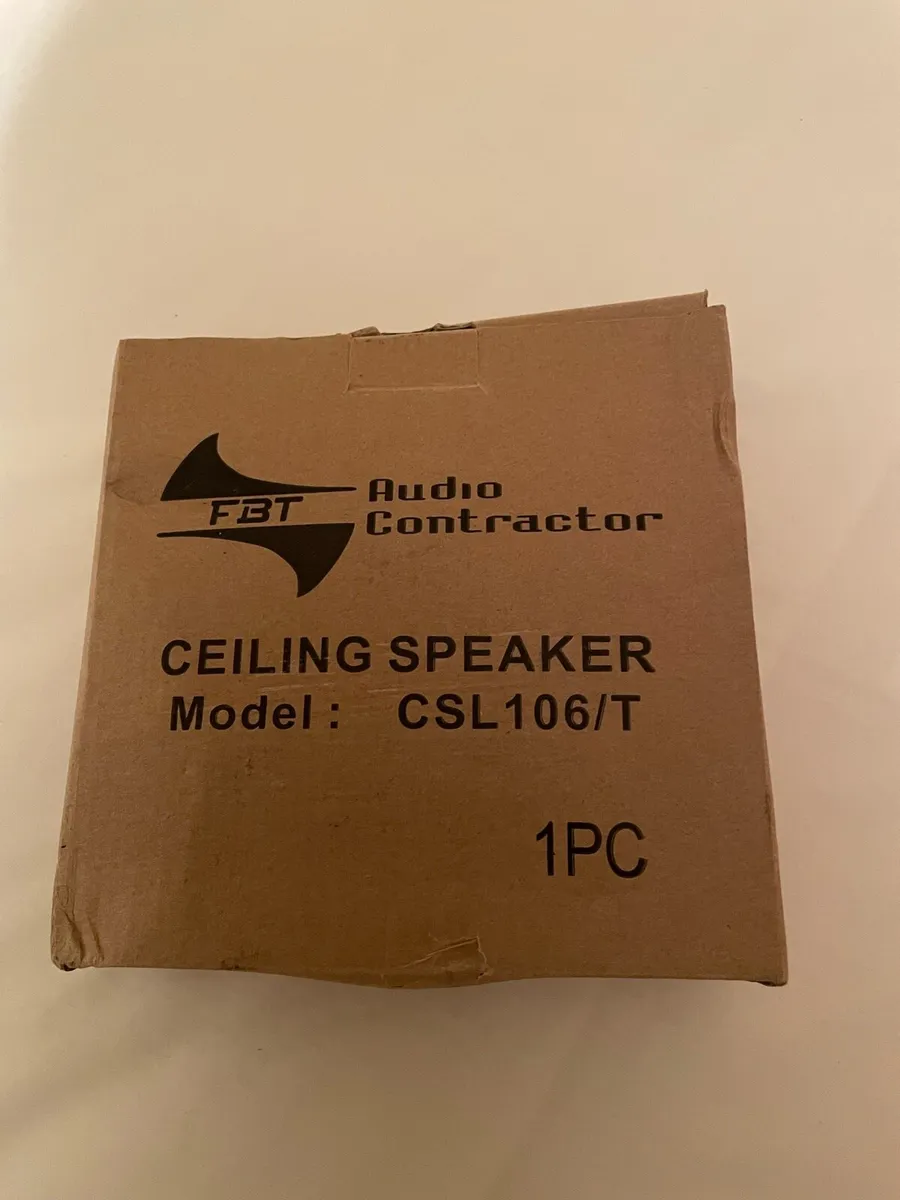 FBT
Audio
Contractor
CEILING SPEAKER
Model : CSL106/T
1PC